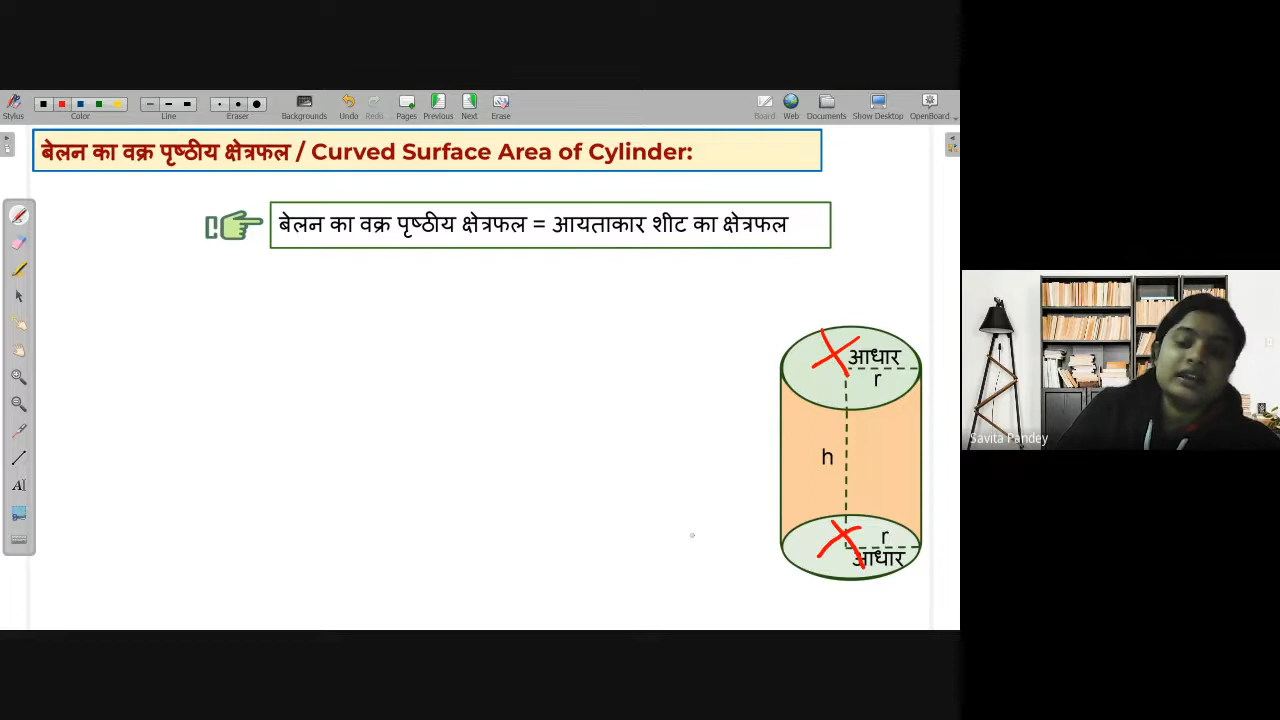 Stylus
Color
Line
Eraser
Backgrounds
Undo
Redo
Pages
Previous
Next
Erase
Board
Web
Documents
Show Desktop
OpenBoard
बेलन का वक्र पृष्ठीय क्षेत्रफल / Curved Surface Area of Cylinder:
बेलन का वक्र पृष्ठीय क्षेत्रफल = आयताकार शीट का क्षेत्रफल
आधार
r
h
r
आधार
Savita Pandey